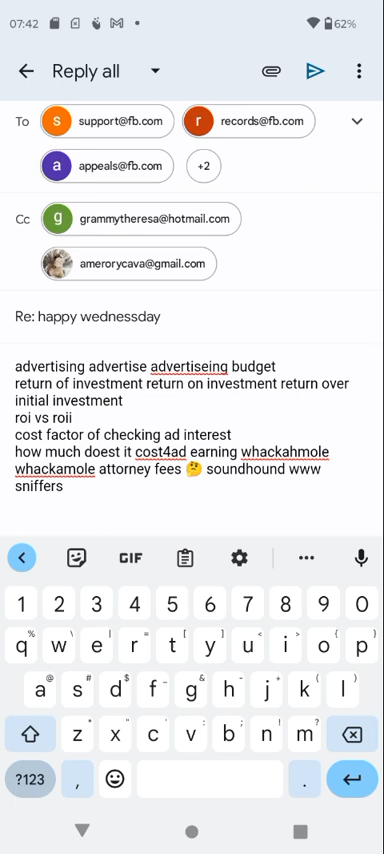 07:42 62%
Reply all
To s support@fb.com r records@fb.com
a appeals@fb.com +2
Cc g grammytheresa@hotmail.com
amerorycava@gmail.com
Re: happy wednessday
advertising advertise advertiseing budget
return of investment return on investment return over
initial investment
roi vs roii
cost factor of checking ad interest
how much doest it cost4ad earning whackahmole
whackamole attorney fees 🤔 soundhound www
sniffers
GIF
1 2 3 4 5 6 7 8 9 0
q% w\ e| r= t[ y] u< i> o{ p}
a@ s# d$ f_ g& h- j+ k( l)
z* x" c' v: b; n! m?
?123 , .